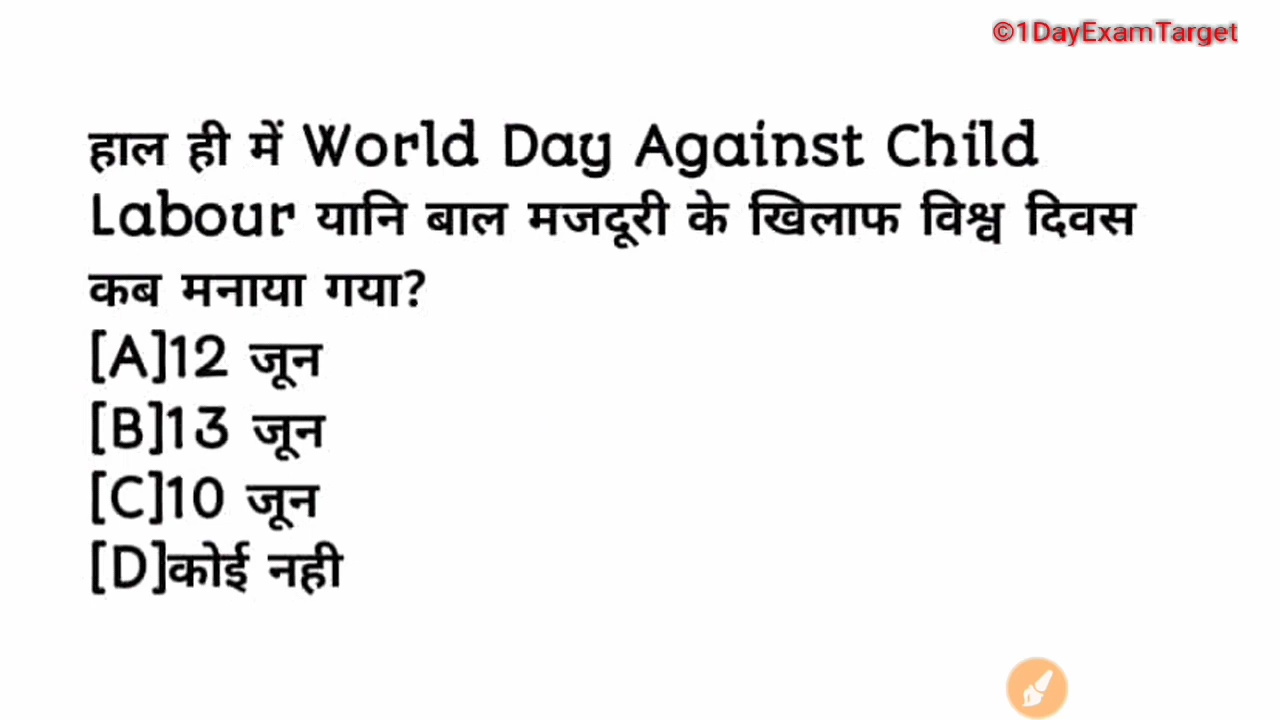 ©1DayExamTarget
हाल ही में World Day Against Child
Labour यानि बाल मजदूरी के खिलाफ विश्व दिवस
कब मनाया गया?
[A]12 जून
[B]13 जून
[C]10 जून
[D]कोई नही